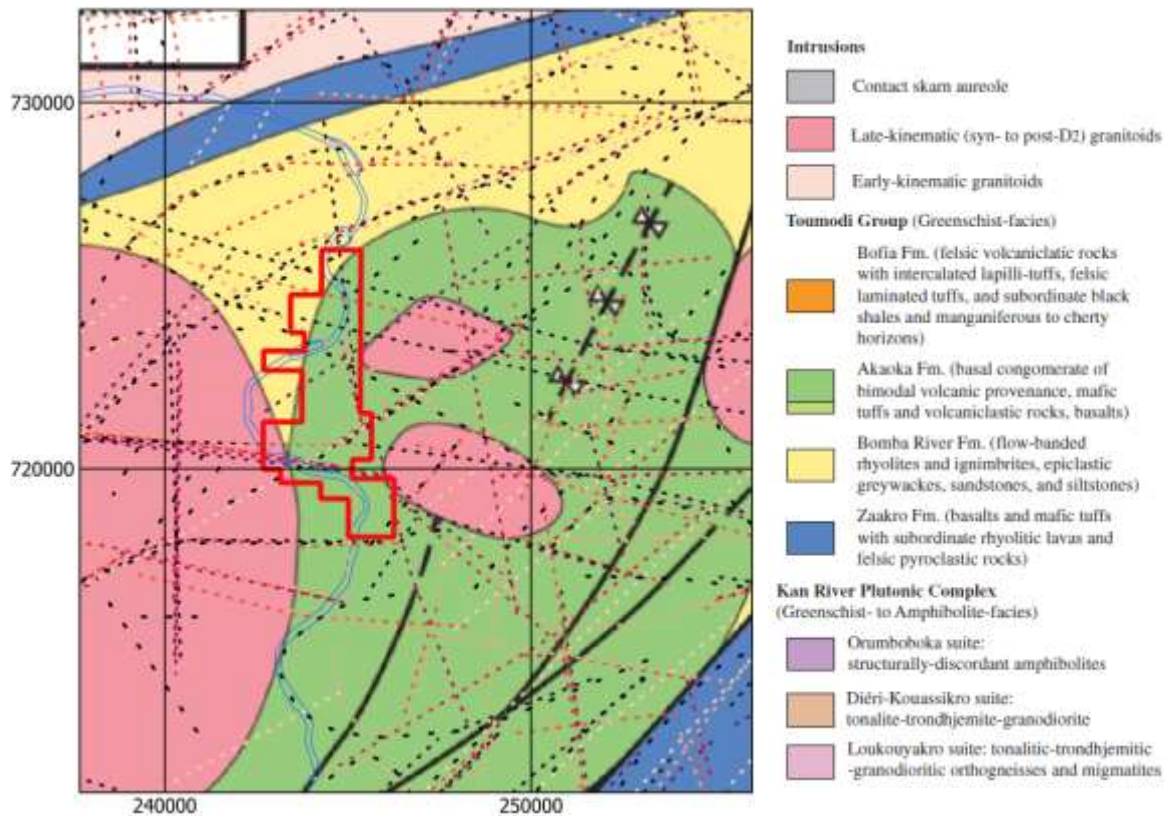 730000
720000
240000
250000
Intrusions
Contact skarn aureole
Late-kinematic (syn- to post-D2) granitoids
Early-kinematic granitoids
Toumodi Group (Greenschist-facies)
Bofia Fm. (felsic volcaniclatic rocks
with intercalated lapilli-tuffs, felsic
laminated tuffs, and subordinate black
shales and manganiferous to cherty
horizons)
Akaoka Fm. (basal congomerate of
bimodal volcanic provenance, mafic
tuffs and volcaniclastic rocks, basalts)
Bomba River Fm. (flow-banded
rhyolites and ignimbrites, epiclastic
greywackes, sandstones, and siltstones)
Zaakro Fm. (basalts and mafic tuffs
with subordinate rhyolitic lavas and
felsic pyroclastic rocks)
Kan River Plutonic Complex
(Greenschist- to Amphibolite-facies)
Orumboboka suite:
structurally-discordant amphibolites
Diéri-Kouassikro suite:
tonalite-trondhjemite-granodiorite
Loukouyakro suite: tonalitic-trondhjemitic
-granodioritic orthogneisses and migmatites